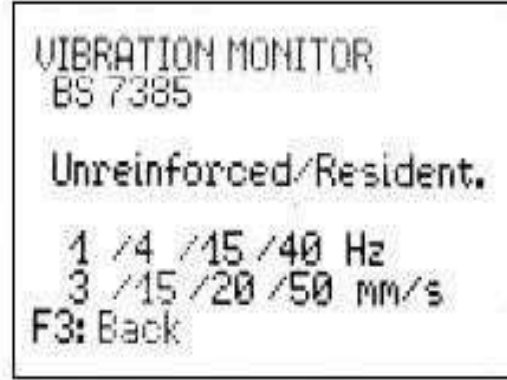 VIBRATION MONITOR
BS 7385
Unreinforced/Resident.
1 /4 /15 /40 Hz
3 /15 /20 /50 mm/s
F3: Back